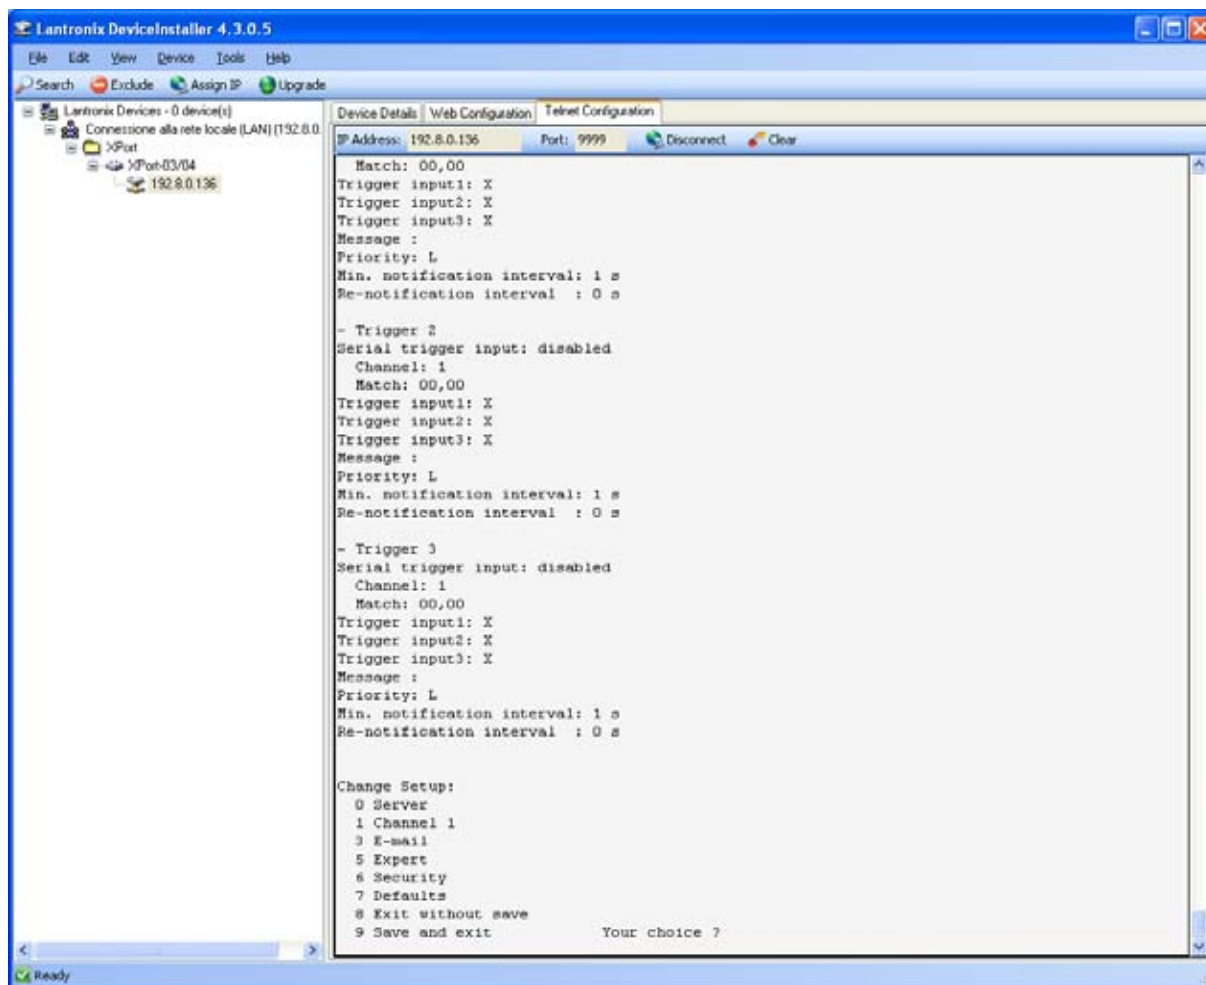 Lantronix DeviceInstaller 4.3.0.5
File Edit View Device Tools Help
Search Exclude Assign IP Upgrade
Lantronix Devices - 0 device(s)
Connessione alla rete locale (LAN) (192.8.0.
XPort
XPort-03/04
192.8.0.136
Device Details Web Configuration Telnet Configuration
IP Address: 192.8.0.136 Port: 9999 Disconnect Clear
Match: 00,00
Trigger input1: X
Trigger input2: X
Trigger input3: X
Message :
Priority: L
Min. notification interval: 1 s
Re-notification interval : 0 s
- Trigger 2
Serial trigger input: disabled
Channel: 1
Match: 00,00
Trigger input1: X
Trigger input2: X
Trigger input3: X
Message :
Priority: L
Min. notification interval: 1 s
Re-notification interval : 0 s
- Trigger 3
Serial trigger input: disabled
Channel: 1
Match: 00,00
Trigger input1: X
Trigger input2: X
Trigger input3: X
Message :
Priority: L
Min. notification interval: 1 s
Re-notification interval : 0 s
Change Setup:
0 Server
1 Channel 1
3 E-mail
5 Expert
6 Security
7 Defaults
8 Exit without save
9 Save and exit Your choice ?
Ready